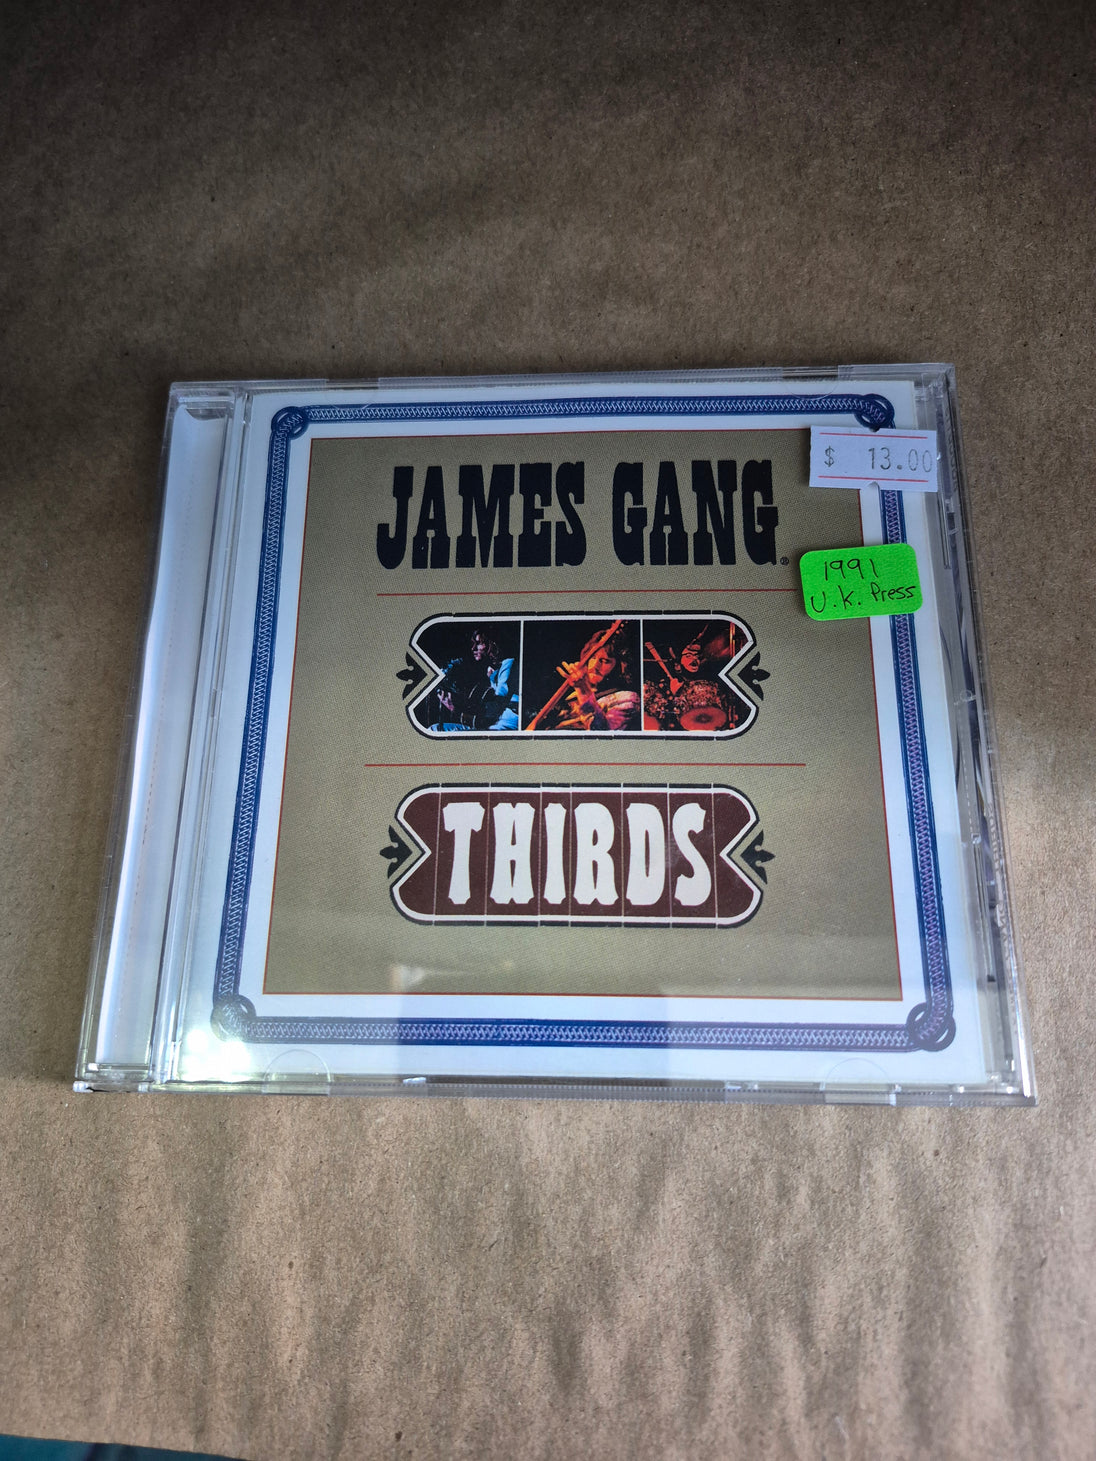 JAMES GANG®
$ 13.00
1991
U.K. Press
THIRDS